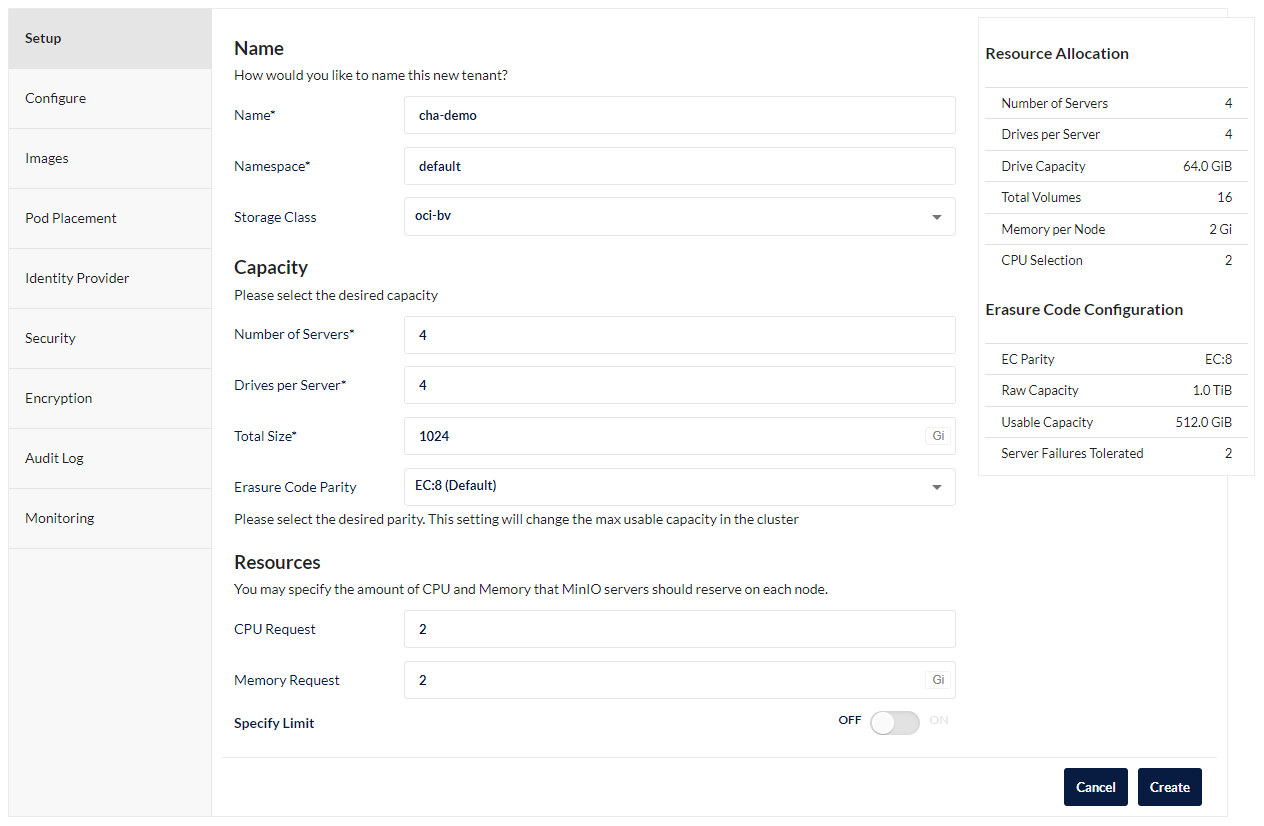 Setup
Configure
Images
Pod Placement
Identity Provider
Security
Encryption
Audit Log
Monitoring
Name
How would you like to name this new tenant?
Name* cha-demo
Namespace* default
Storage Class oci-bv
Capacity
Please select the desired capacity
Number of Servers* 4
Drives per Server* 4
Total Size* 1024 Gi
Erasure Code Parity EC:8 (Default)
Please select the desired parity. This setting will change the max usable capacity in the cluster
Resources
You may specify the amount of CPU and Memory that MinIO servers should reserve on each node.
CPU Request 2
Memory Request 2 Gi
Specify Limit OFF ON
Cancel Create
Resource Allocation
Number of Servers 4
Drives per Server 4
Drive Capacity 64.0 GiB
Total Volumes 16
Memory per Node 2 Gi
CPU Selection 2
Erasure Code Configuration
EC Parity EC:8
Raw Capacity 1.0 TiB
Usable Capacity 512.0 GiB
Server Failures Tolerated 2